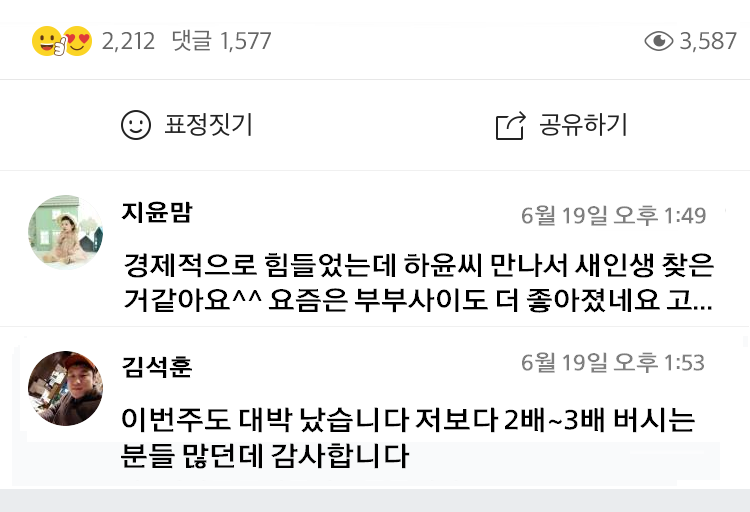 2,212 댓글 1,577 3,587
표정짓기 공유하기
지윤맘 6월 19일 오후 1:49
경제적으로 힘들었는데 하윤씨 만나서 새인생 찾은
거같아요^^ 요즘은 부부사이도 더 좋아졌네요 고...
김석훈 6월 19일 오후 1:53
이번주도 대박 났습니다 저보다 2배~3배 버시는
분들 많던데 감사합니다